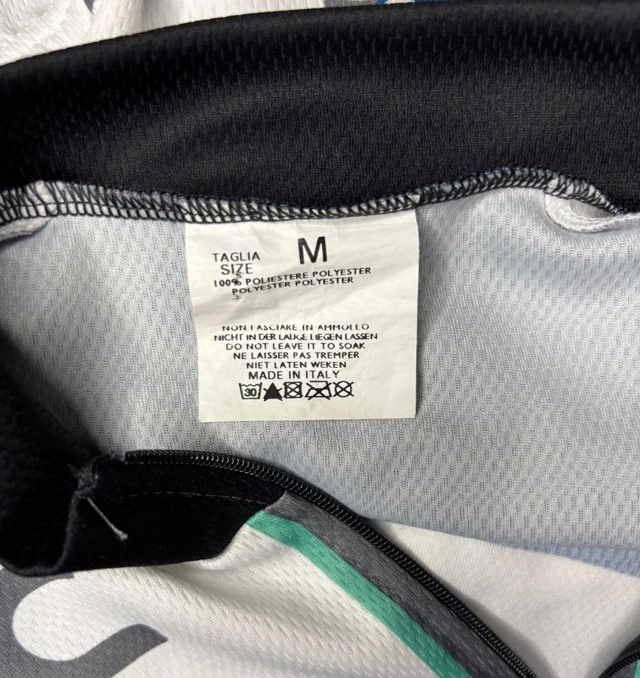 TAGLIA
SIZE
M
100% POLIESTERE POLYESTER
POLYESTER POLYESTER
NON LASCIARE IN AMMOLLO
NICHT IN DER LAUGE LIEGEN LASSEN
DO NOT LEAVE IT TO SOAK
NE LAISSER PAS TREMPER
NIET LATEN WEKEN
MADE IN ITALY
30